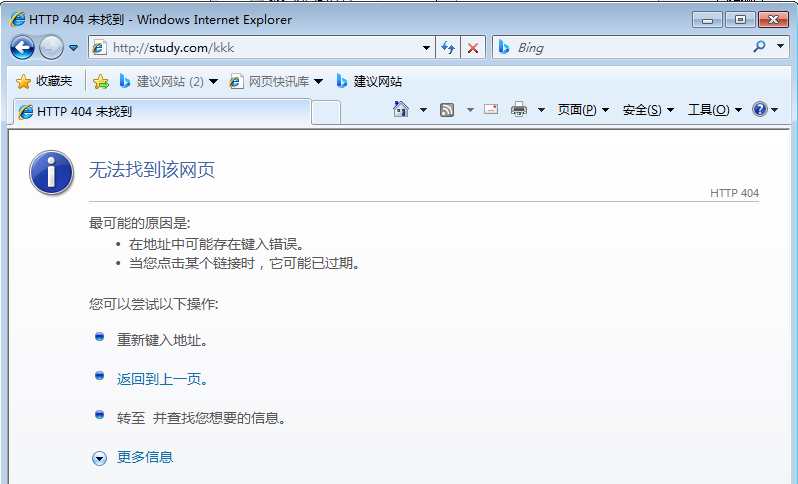 HTTP 404 未找到 - Windows Internet Explorer
http://study.com/kkk
Bing
收藏夹 建议网站 (2) 网页快讯库 建议网站
HTTP 404 未找到 页面(P) 安全(S) 工具(O)
无法找到该网页
HTTP 404
最可能的原因是:
• 在地址中可能存在键入错误。
• 当您点击某个链接时，它可能已过期。
您可以尝试以下操作:
重新键入地址。
返回到上一页。
转至 并查找您想要的信息。
更多信息